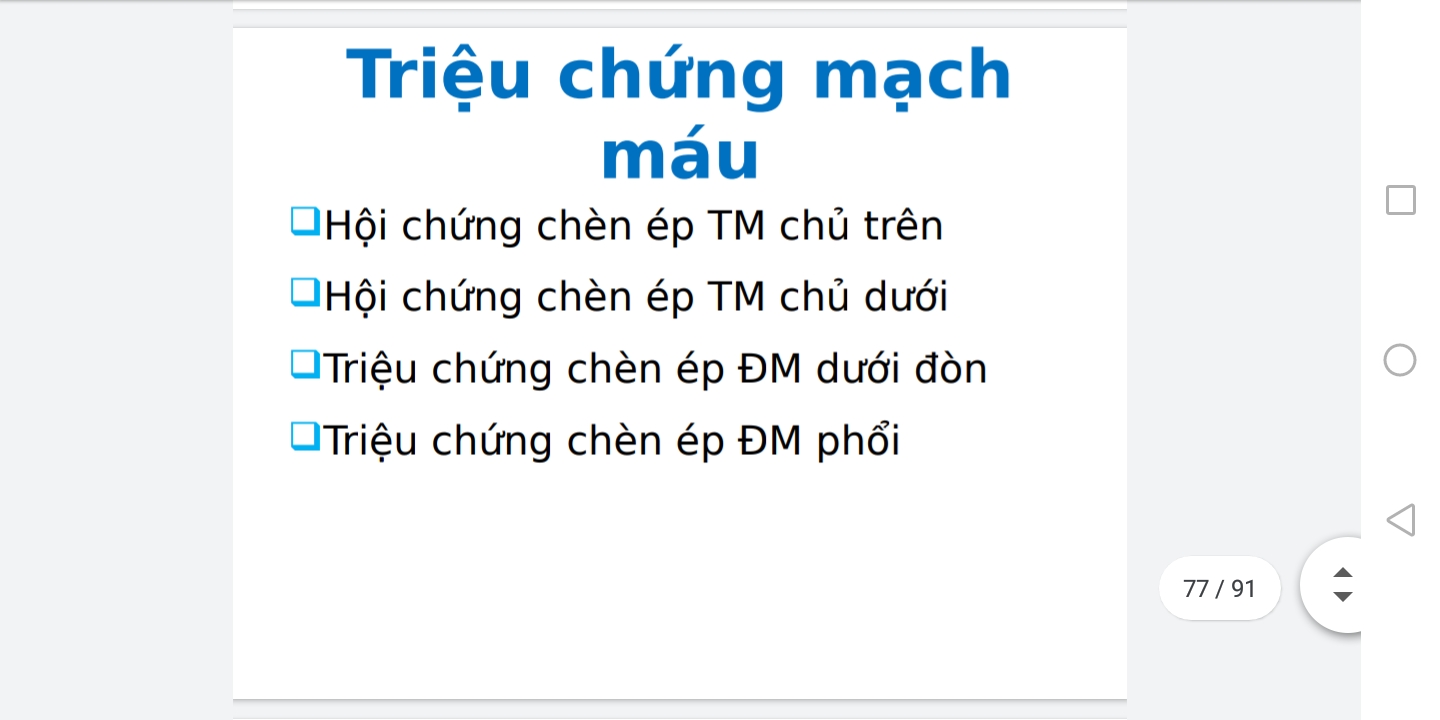 Triệu chứng mạch
máu
❑Hội chứng chèn ép TM chủ trên
❑Hội chứng chèn ép TM chủ dưới
❑Triệu chứng chèn ép ĐM dưới đòn
❑Triệu chứng chèn ép ĐM phổi
77 / 91